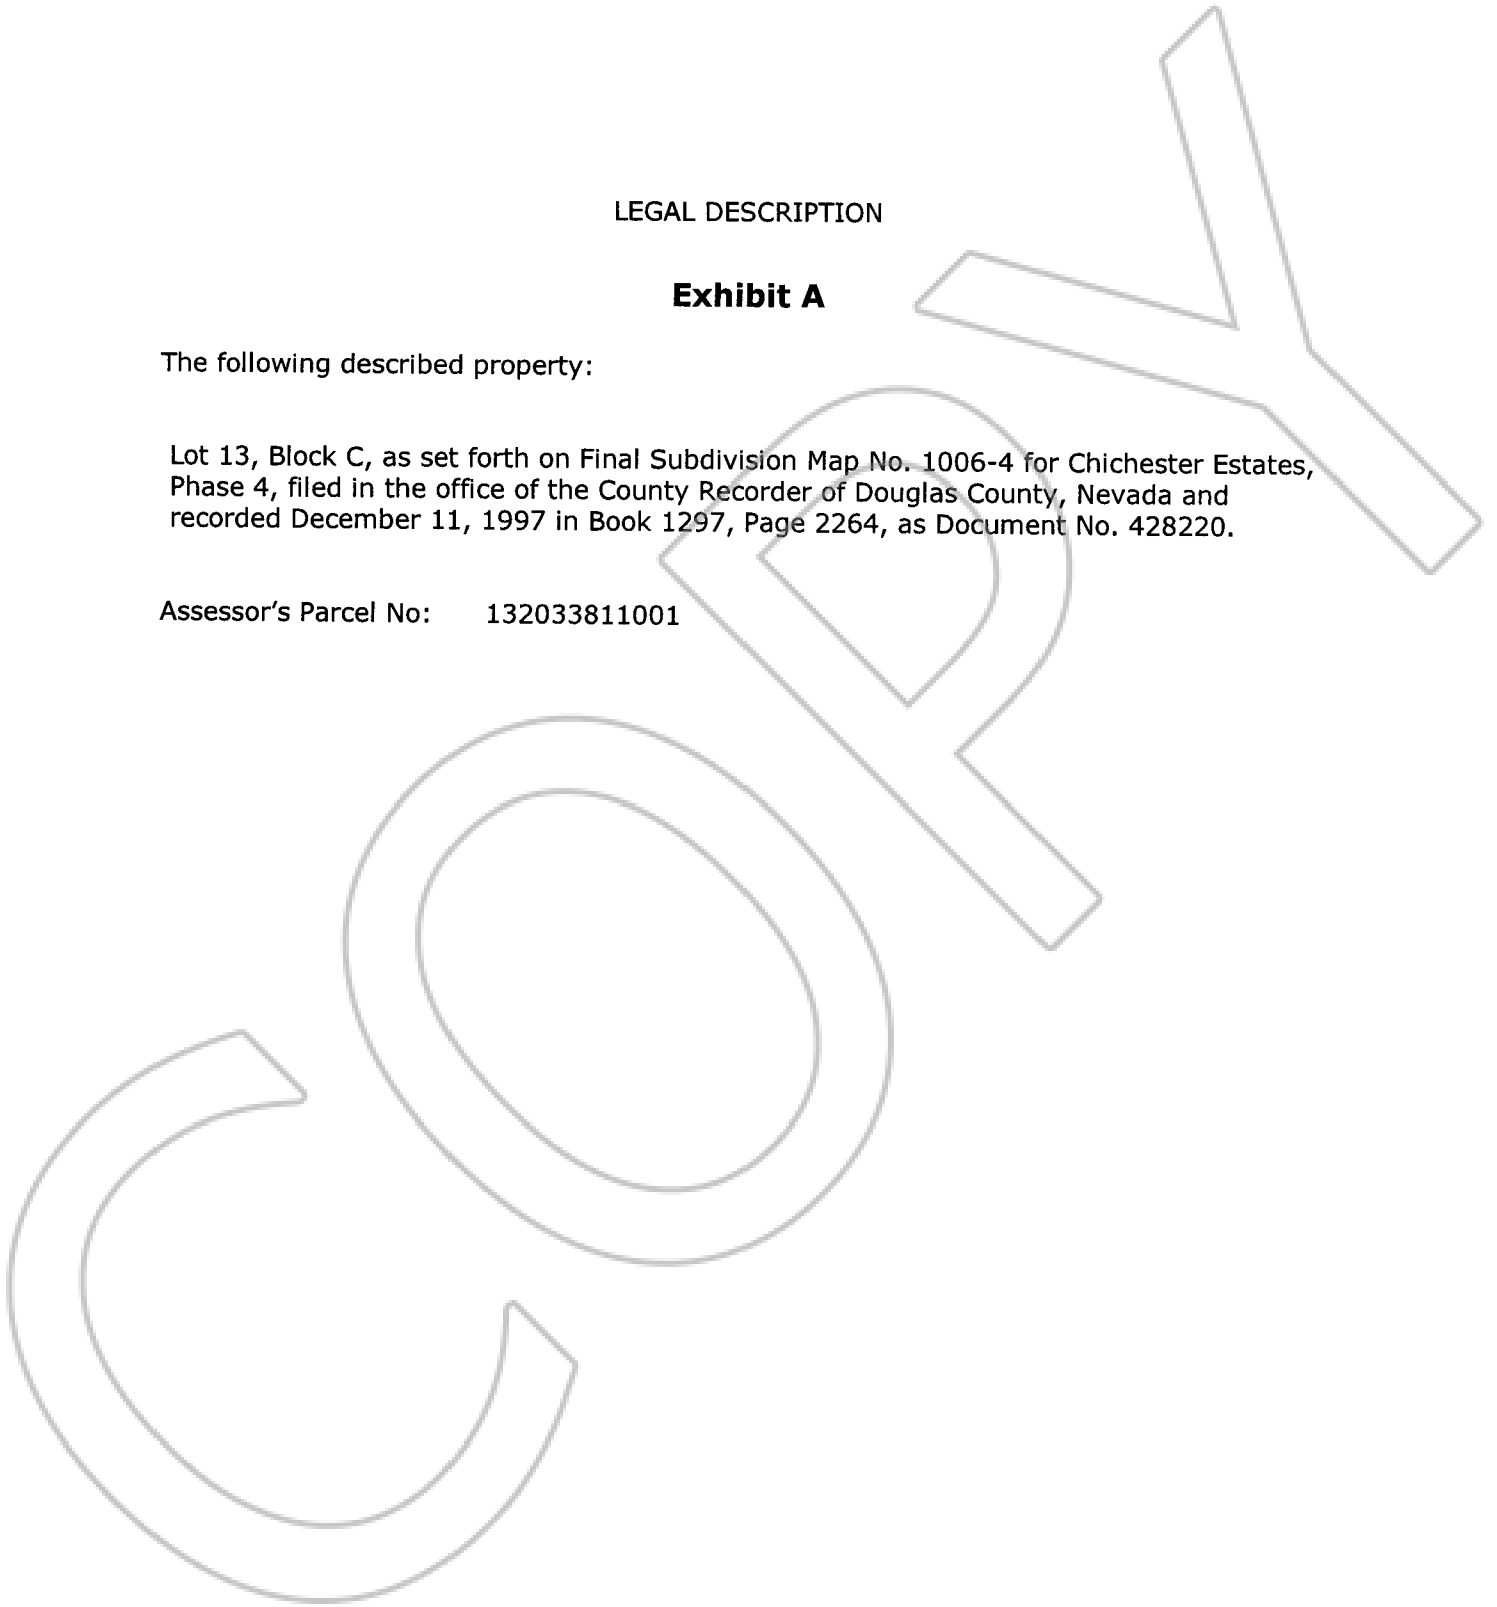 LEGAL DESCRIPTION
Exhibit A
The following described property:
Lot 13, Block C, as set forth on Final Subdivision Map No. 1006-4 for Chichester Estates,
Phase 4, filed in the office of the County Recorder of Douglas County, Nevada and
recorded December 11, 1997 in Book 1297, Page 2264, as Document No. 428220.
Assessor's Parcel No: 132033811001
COPY